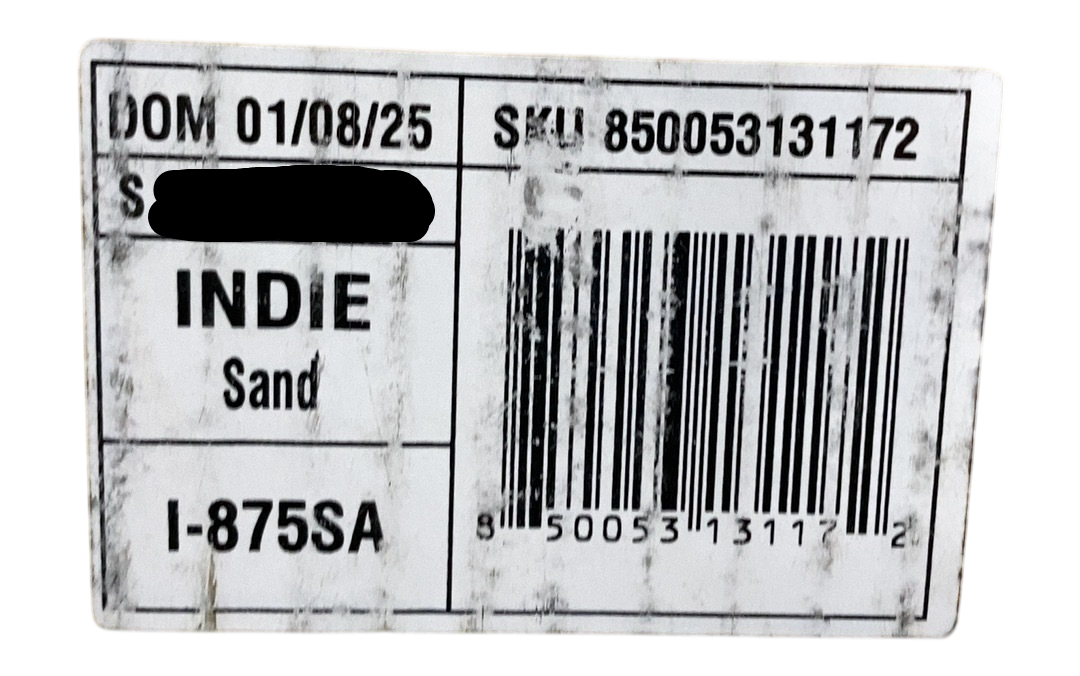 DOM 01/08/25
SKU 850053131172
S
INDIE
Sand
I-875SA
8 50053 13117 2